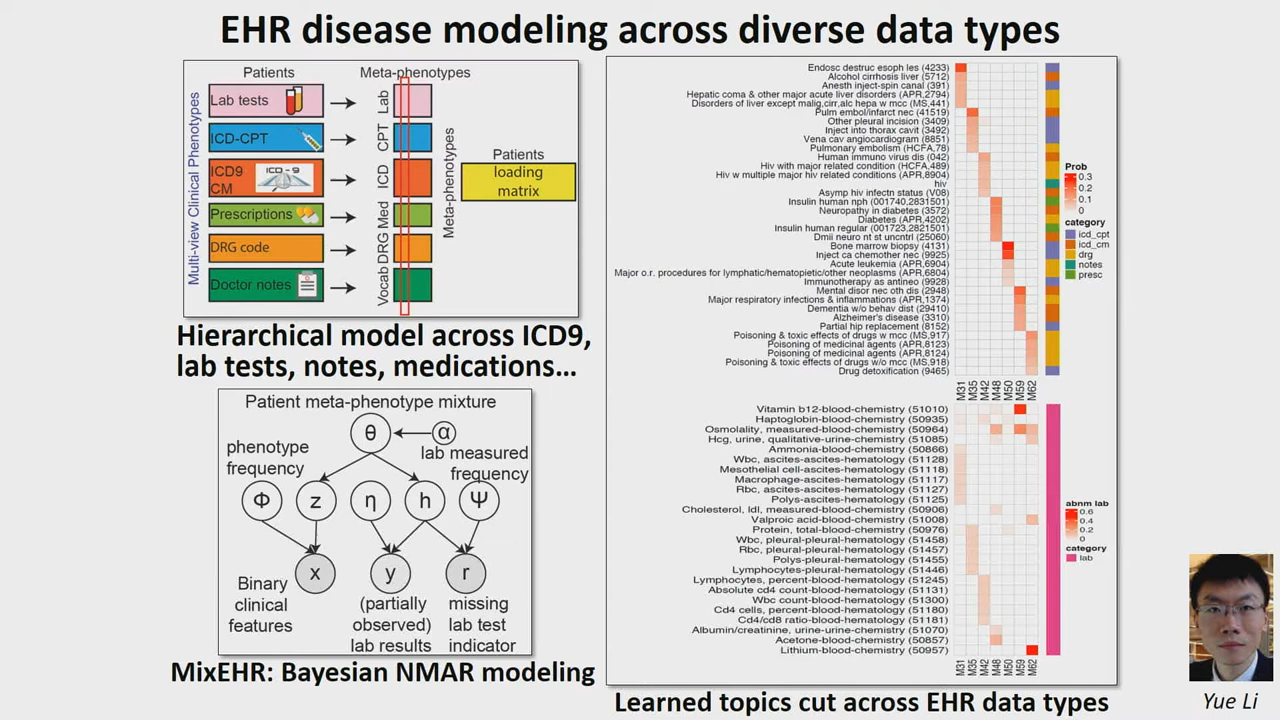 EHR disease modeling across diverse data types
Patients
Meta-phenotypes
Multi-view Clinical Phenotypes
Lab tests
Lab
ICD-CPT
CPT
ICD9
CM
ICD - 9
ICD
Prescriptions
Med
DRG code
DRG
Doctor notes
Vocab
Meta-phenotypes
Patients
loading
matrix
Hierarchical model across ICD9,
lab tests, notes, medications...
Patient meta-phenotype mixture
θ
α
phenotype
frequency
lab measured
frequency
Φ
z
η
h
Ψ
x
y
r
Binary
clinical
features
(partially
observed)
lab results
missing
lab test
indicator
MixEHR: Bayesian NMAR modeling
Endosc destruc esoph les (4233)
Alcohol cirrhosis liver (5712)
Anesth inject-spin canal (391)
Hepatic coma & other major acute liver disorders (APR,2794)
Disorders of liver except malig,cirr,alc hepa w mcc (MS,441)
Pulm embol/infarct nec (41519)
Other pleural incision (3409)
Inject into thorax cavit (3492)
Vena cav angiocardiogram (8851)
Pulmonary embolism (HCFA,78)
Human immuno virus dis (042)
Hiv with major related condition (HCFA,489)
Hiv w multiple major hiv related conditions (APR,8904)
hiv
Asymp hiv infectn status (V08)
Insulin human nph (001740,2831501)
Neuropathy in diabetes (3572)
Diabetes (APR,4202)
Insulin human regular (001723,2821501)
Dmii neuro nt st uncntrl (25060)
Bone marrow biopsy (4131)
Inject ca chemother nec (9925)
Acute leukemia (APR,6904)
Major o.r. procedures for lymphatic/hematopietic/other neoplasms (APR,6804)
Immunotherapy as antineo (9928)
Mental disor nec oth dis (2948)
Major respiratory infections & inflammations (APR,1374)
Dementia w/o behav dist (29410)
Alzheimer's disease (3310)
Partial hip replacement (8152)
Poisoning & toxic effects of drugs w mcc (MS,917)
Poisoning of medicinal agents (APR,8123)
Poisoning of medicinal agents (APR,8124)
Poisoning & toxic effects of drugs w/o mcc (MS,918)
Drug detoxification (9465)
M31
M35
M42
M48
M50
M59
M62
Prob
0.3
0.2
0.1
0
category
icd_cpt
icd_cm
drg
notes
presc
Vitamin b12-blood-chemistry (51010)
Haptoglobin-blood-chemistry (50935)
Osmolality, measured-blood-chemistry (50964)
Hcg, urine, qualitative-urine-chemistry (51085)
Ammonia-blood-chemistry (50866)
Wbc, ascites-ascites-hematology (51128)
Mesothelial cell-ascites-hematology (51118)
Macrophage-ascites-hematology (51117)
Rbc, ascites-ascites-hematology (51127)
Polys-ascites-hematology (51125)
Cholesterol, ldl, measured-blood-chemistry (50906)
Valproic acid-blood-chemistry (51008)
Protein, total-blood-chemistry (50976)
Wbc, pleural-pleural-hematology (51458)
Rbc, pleural-pleural-hematology (51457)
Polys-pleural-hematology (51455)
Lymphocytes-pleural-hematology (51446)
Lymphocytes, percent-blood-hematology (51245)
Absolute cd4 count-blood-hematology (51131)
Wbc count-blood-hematology (51300)
Cd4 cells, percent-blood-hematology (51180)
Cd4/cd8 ratio-blood-hematology (51181)
Albumin/creatinine, urine-urine-chemistry (51070)
Acetone-blood-chemistry (50857)
Lithium-blood-chemistry (50957)
M31
M35
M42
M48
M50
M59
M62
abnm lab
0.6
0.4
0.2
0
category
lab
Learned topics cut across EHR data types
Yue Li